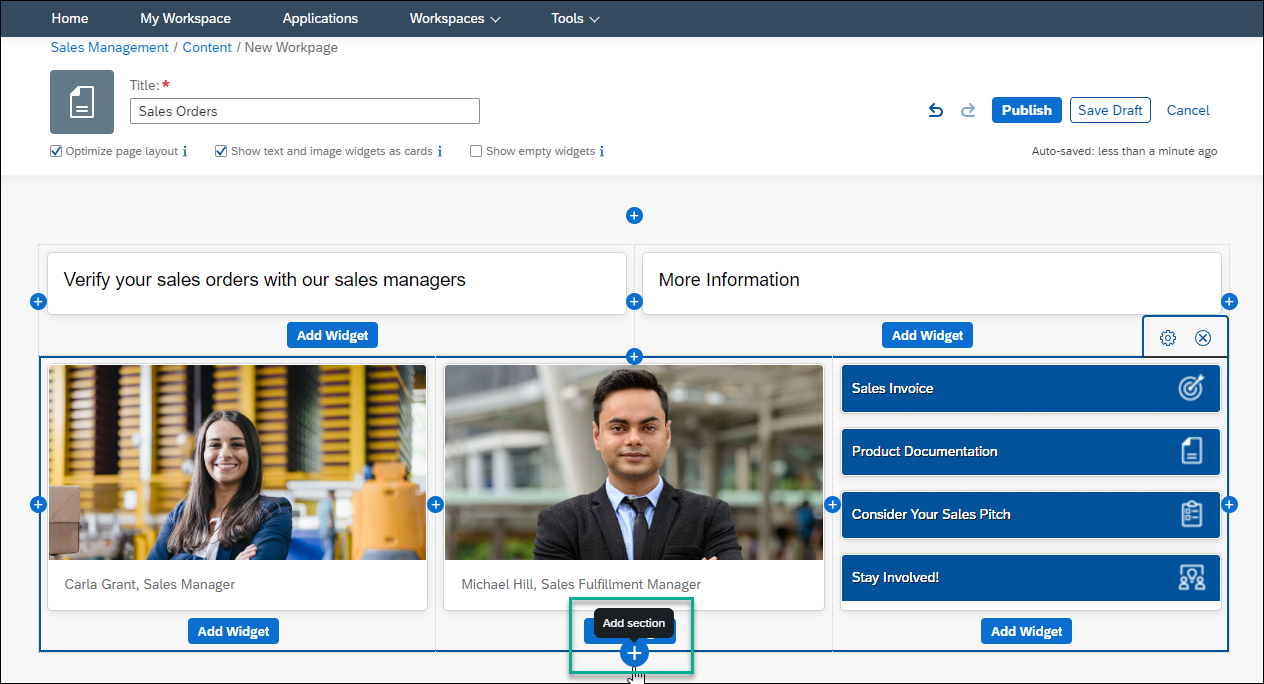 Home My Workspace Applications Workspaces Tools
Sales Management / Content / New Workpage
Title: *
Sales Orders
Publish Save Draft Cancel
Optimize page layout i Show text and image widgets as cards i Show empty widgets i Auto-saved: less than a minute ago
Verify your sales orders with our sales managers More Information
Add Widget Add Widget
Sales Invoice
Product Documentation
Consider Your Sales Pitch
Stay Involved!
Carla Grant, Sales Manager Michael Hill, Sales Fulfillment Manager
Add section
Add Widget Add Widget